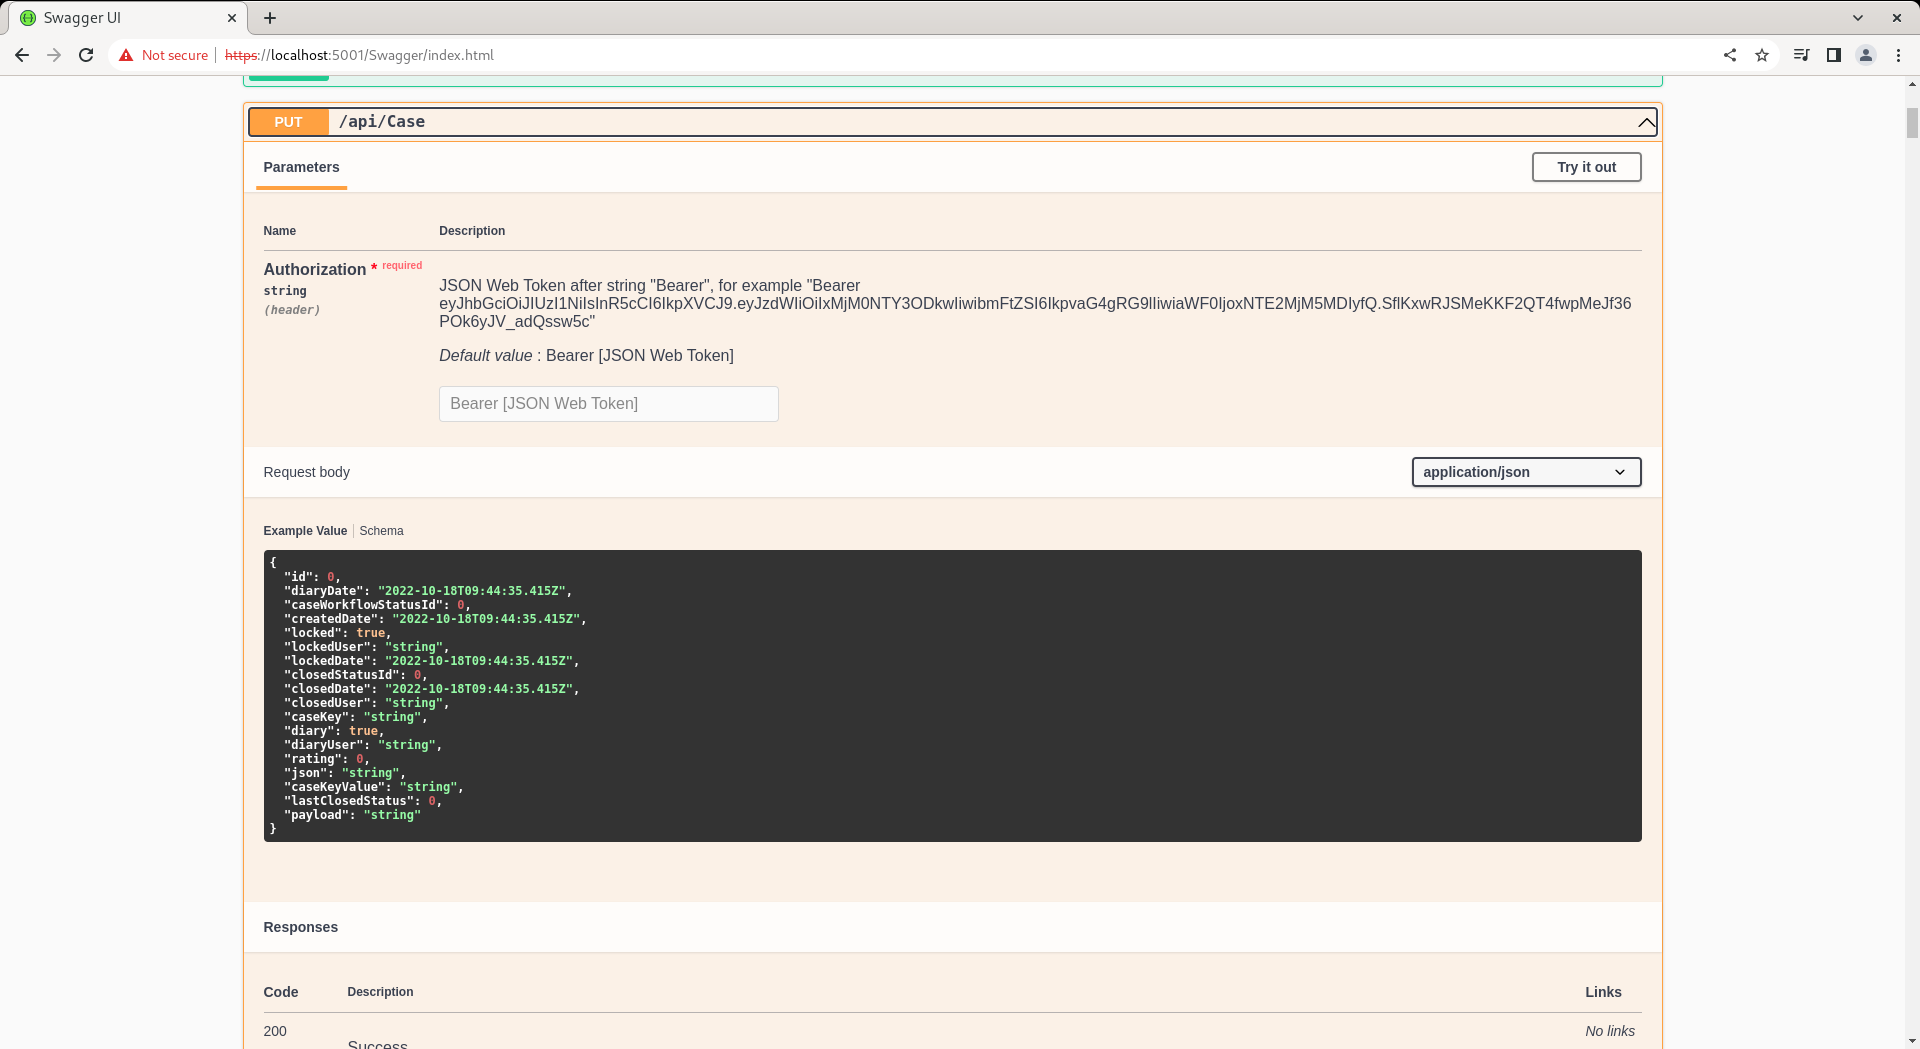 Swagger UI
Not secure
https://localhost:5001/Swagger/index.html
PUT /api/Case
Parameters
Try it out
Name Description
Authorization * required
string
(header)
JSON Web Token after string "Bearer", for example "Bearer
eyJhbGciOiJIUzI1NiIsInR5cCI6IkpXVCJ9.eyJzdWIiOiIxMjM0NTY3ODkwIiwibmFtZSI6IkpvaG4gRG9lIiwiaWF0IjoxNTE2MjM5MDIyfQ.SflKxwRJSMeKKF2QT4fwpMeJf36
POk6yJV_adQssw5c"
Default value : Bearer [JSON Web Token]
Bearer [JSON Web Token]
Request body
application/json
Example Value Schema
{
"id": 0,
"diaryDate": "2022-10-18T09:44:35.415Z",
"caseWorkflowStatusId": 0,
"createdDate": "2022-10-18T09:44:35.415Z",
"locked": true,
"lockedUser": "string",
"lockedDate": "2022-10-18T09:44:35.415Z",
"closedStatusId": 0,
"closedDate": "2022-10-18T09:44:35.415Z",
"closedUser": "string",
"caseKey": "string",
"diary": true,
"diaryUser": "string",
"rating": 0,
"json": "string",
"caseKeyValue": "string",
"lastClosedStatus": 0,
"payload": "string"
}
Responses
Code Description Links
200 No links
Success